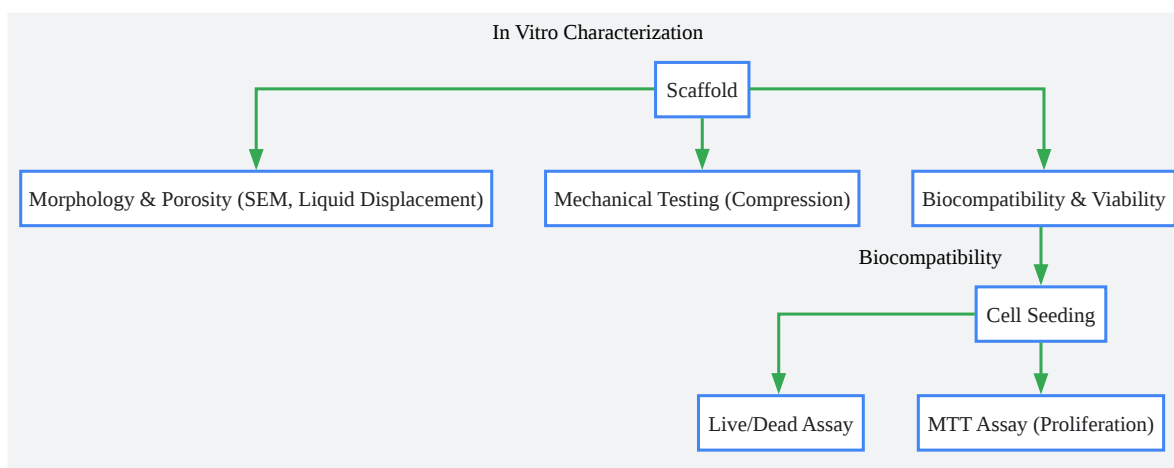 In Vitro Characterization
Scaffold
Morphology & Porosity (SEM, Liquid Displacement)
Mechanical Testing (Compression)
Biocompatibility & Viability
Biocompatibility
Cell Seeding
Live/Dead Assay
MTT Assay (Proliferation)